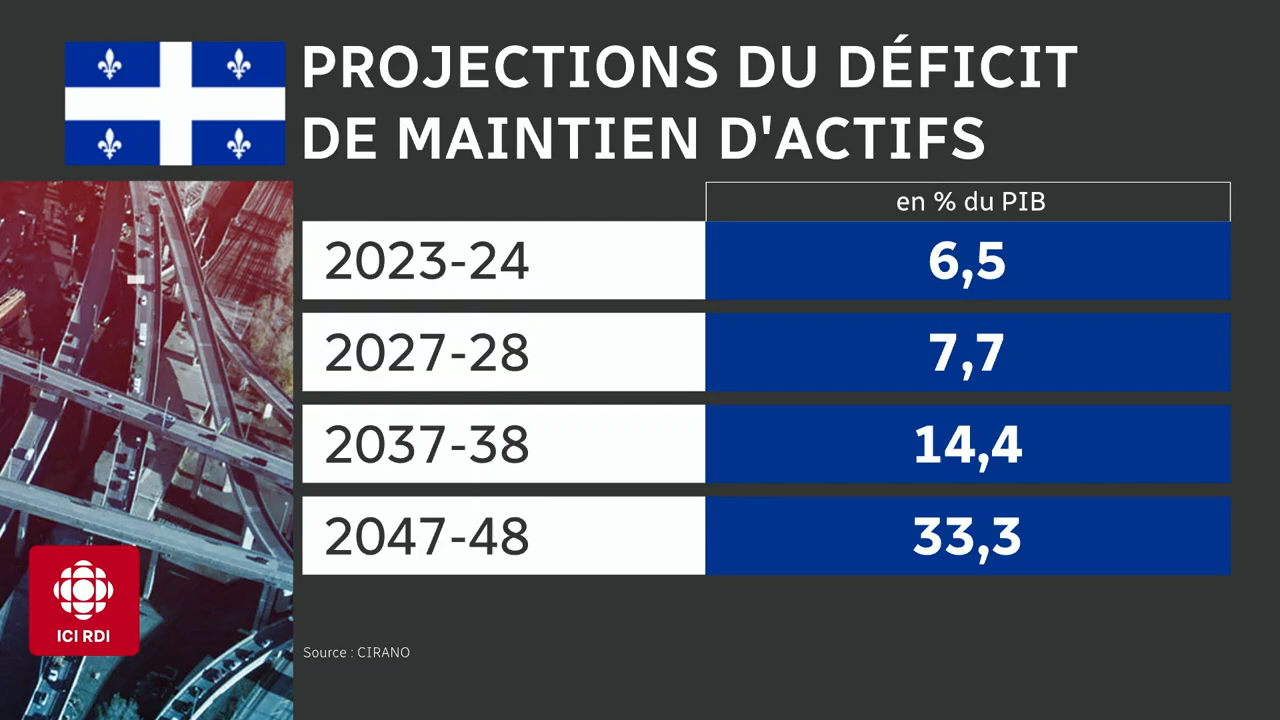 PROJECTIONS DU DÉFICIT
DE MAINTIEN D'ACTIFS
en % du PIB
2023-24 6,5
2027-28 7,7
2037-38 14,4
2047-48 33,3
ICI RDI
Source : CIRANO